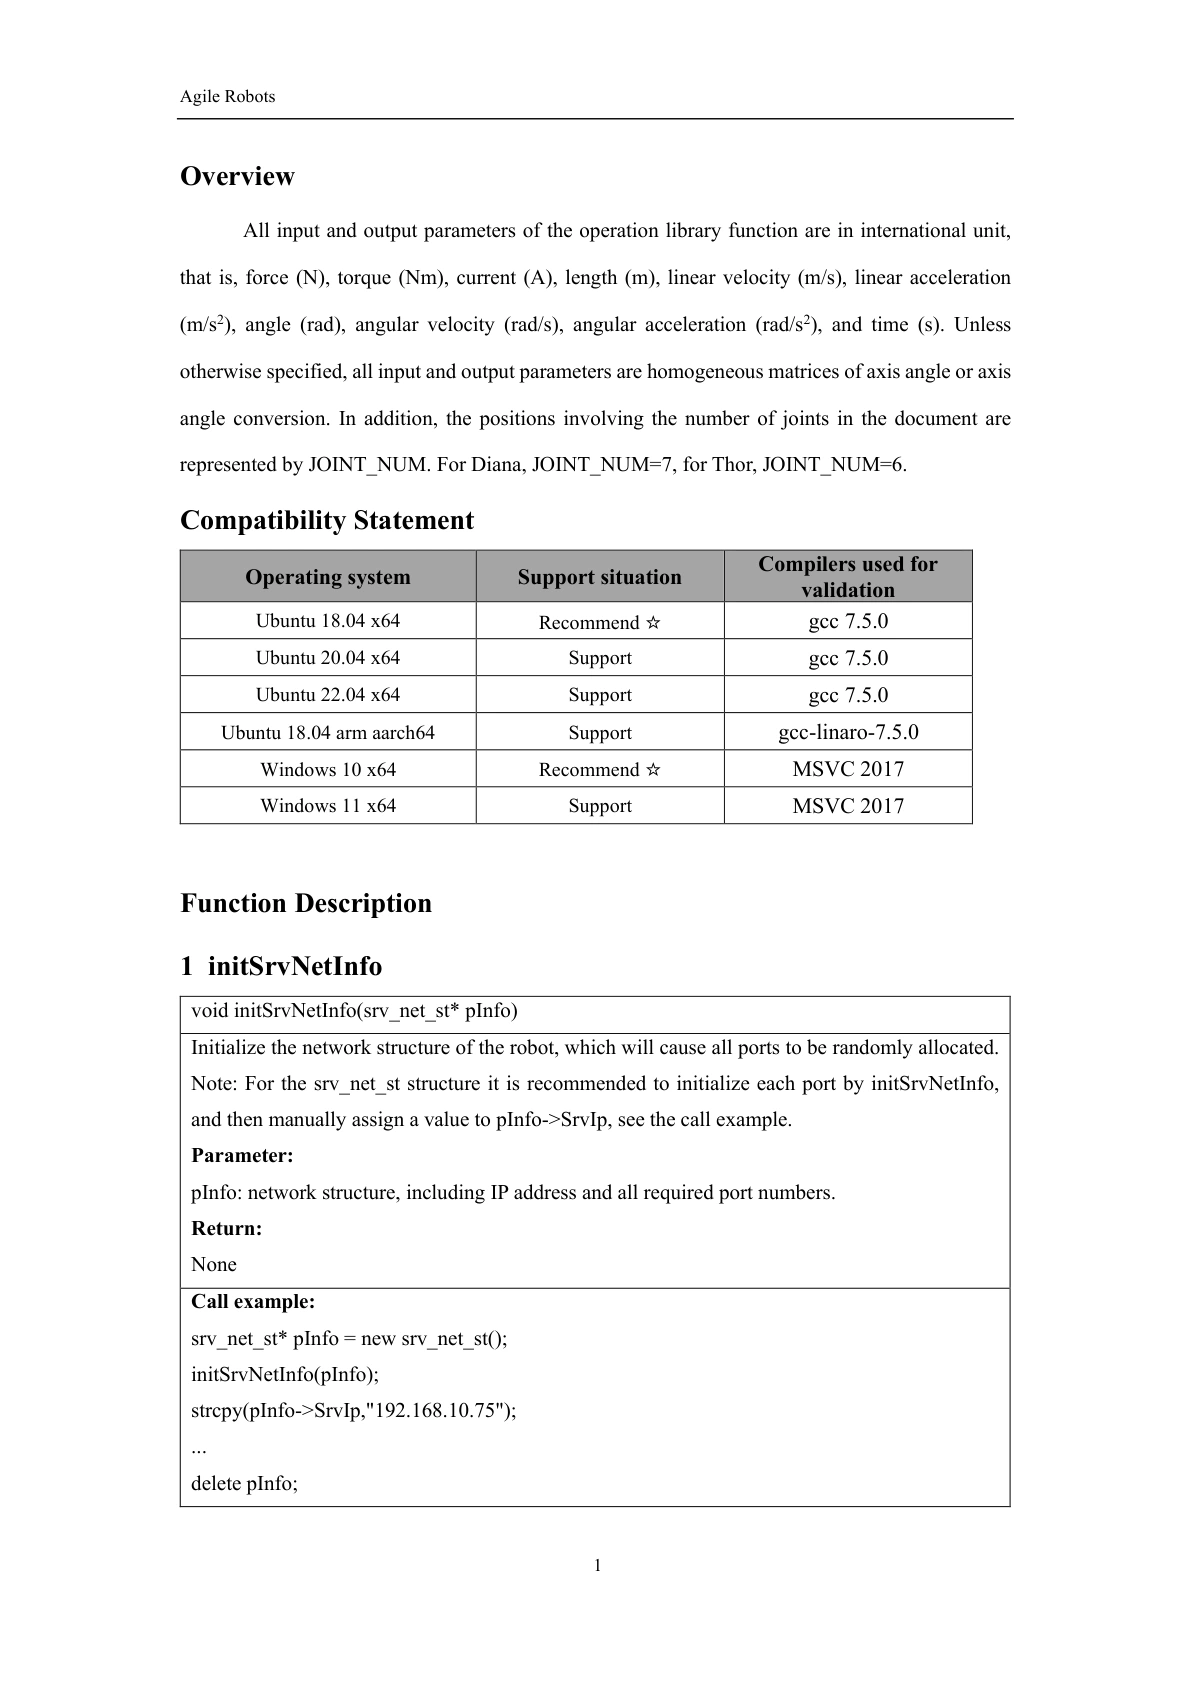 Agile Robots
Overview
All input and output parameters of the operation library function are in international unit,
that is, force (N), torque (Nm), current (A), length (m), linear velocity (m/s), linear acceleration
(m/s²), angle (rad), angular velocity (rad/s), angular acceleration (rad/s²), and time (s). Unless
otherwise specified, all input and output parameters are homogeneous matrices of axis angle or axis
angle conversion. In addition, the positions involving the number of joints in the document are
represented by JOINT_NUM. For Diana, JOINT_NUM=7, for Thor, JOINT_NUM=6.
Compatibility Statement
Operating system Support situation Compilers used for
validation
Ubuntu 18.04 x64 Recommend ☆ gcc 7.5.0
Ubuntu 20.04 x64 Support gcc 7.5.0
Ubuntu 22.04 x64 Support gcc 7.5.0
Ubuntu 18.04 arm aarch64 Support gcc-linaro-7.5.0
Windows 10 x64 Recommend ☆ MSVC 2017
Windows 11 x64 Support MSVC 2017
Function Description
1 initSrvNetInfo
void initSrvNetInfo(srv_net_st* pInfo)
Initialize the network structure of the robot, which will cause all ports to be randomly allocated.
Note: For the srv_net_st structure it is recommended to initialize each port by initSrvNetInfo,
and then manually assign a value to pInfo->SrvIp, see the call example.
Parameter:
pInfo: network structure, including IP address and all required port numbers.
Return:
None
Call example:
srv_net_st* pInfo = new srv_net_st();
initSrvNetInfo(pInfo);
strcpy(pInfo->SrvIp,"192.168.10.75");
...
delete pInfo;
1